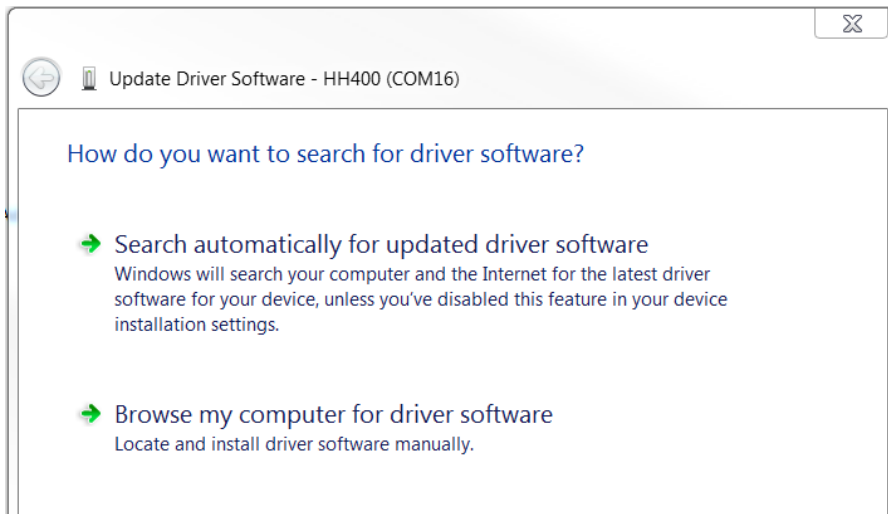 Update Driver Software - HH400 (COM16)
How do you want to search for driver software?
Search automatically for updated driver software
Windows will search your computer and the Internet for the latest driver
software for your device, unless you've disabled this feature in your device
installation settings.
Browse my computer for driver software
Locate and install driver software manually.